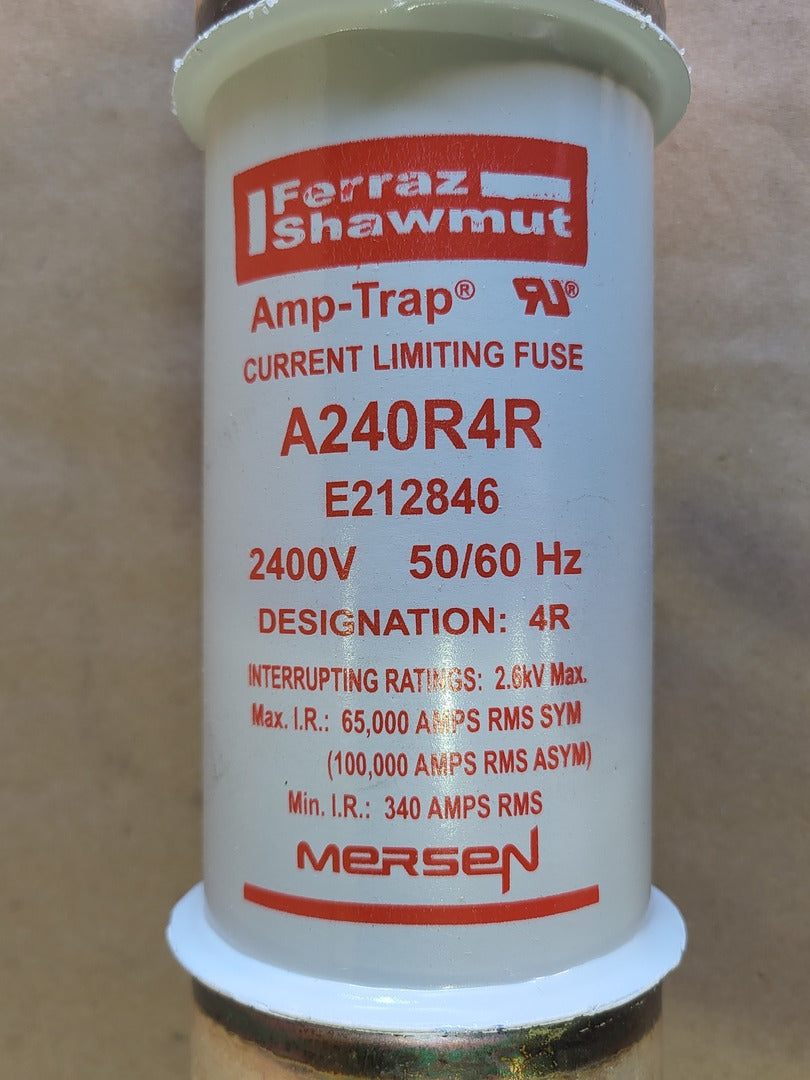 Ferraz
Shawmut
Amp-Trap® RU®
CURRENT LIMITING FUSE
A240R4R
E212846
2400V 50/60 Hz
DESIGNATION: 4R
INTERRUPTING RATINGS: 2.6kV Max.
Max. I.R.: 65,000 AMPS RMS SYM
(100,000 AMPS RMS ASYM)
Min. I.R.: 340 AMPS RMS
MERSEN